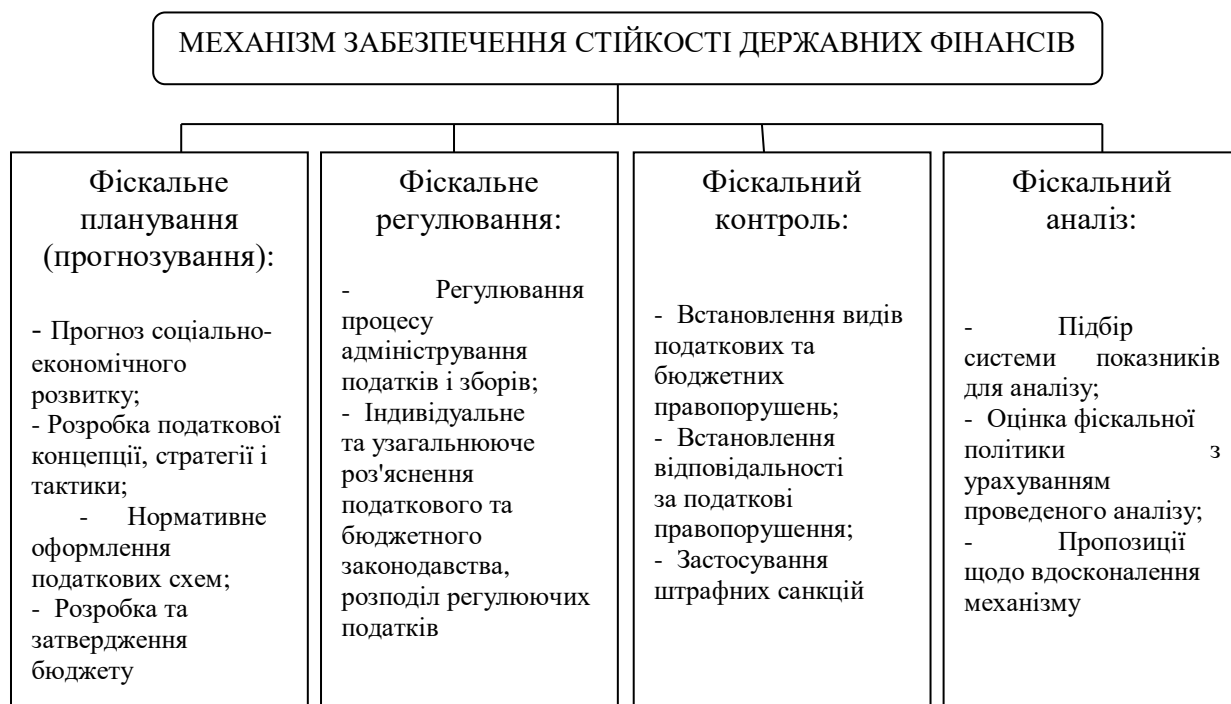 МЕХАНІЗМ ЗАБЕЗПЕЧЕННЯ СТІЙКОСТІ ДЕРЖАВНИХ ФІНАНСІВ
Фіскальне
планування
(прогнозування):
- Прогноз соціально-
економічного
розвитку;
- Розробка податкової
концепції, стратегії і
тактики;
- Нормативне
оформлення
податкових схем;
- Розробка та
затвердження
бюджету
Фіскальне
регулювання:
- Регулювання
процесу
адміністрування
податків і зборів;
- Індивідуальне
та узагальнююче
роз'яснення
податкового та
бюджетного
законодавства,
розподіл регулюючих
податків
Фіскальний
контроль:
- Встановлення видів
податкових та
бюджетних
правопорушень;
- Встановлення
відповідальності
за податкові
правопорушення;
- Застосування
штрафних санкцій
Фіскальний
аналіз:
- Підбір
системи показників
для аналізу;
- Оцінка фіскальної
політики з
урахуванням
проведеного аналізу;
- Пропозиції
щодо вдосконалення
механізму